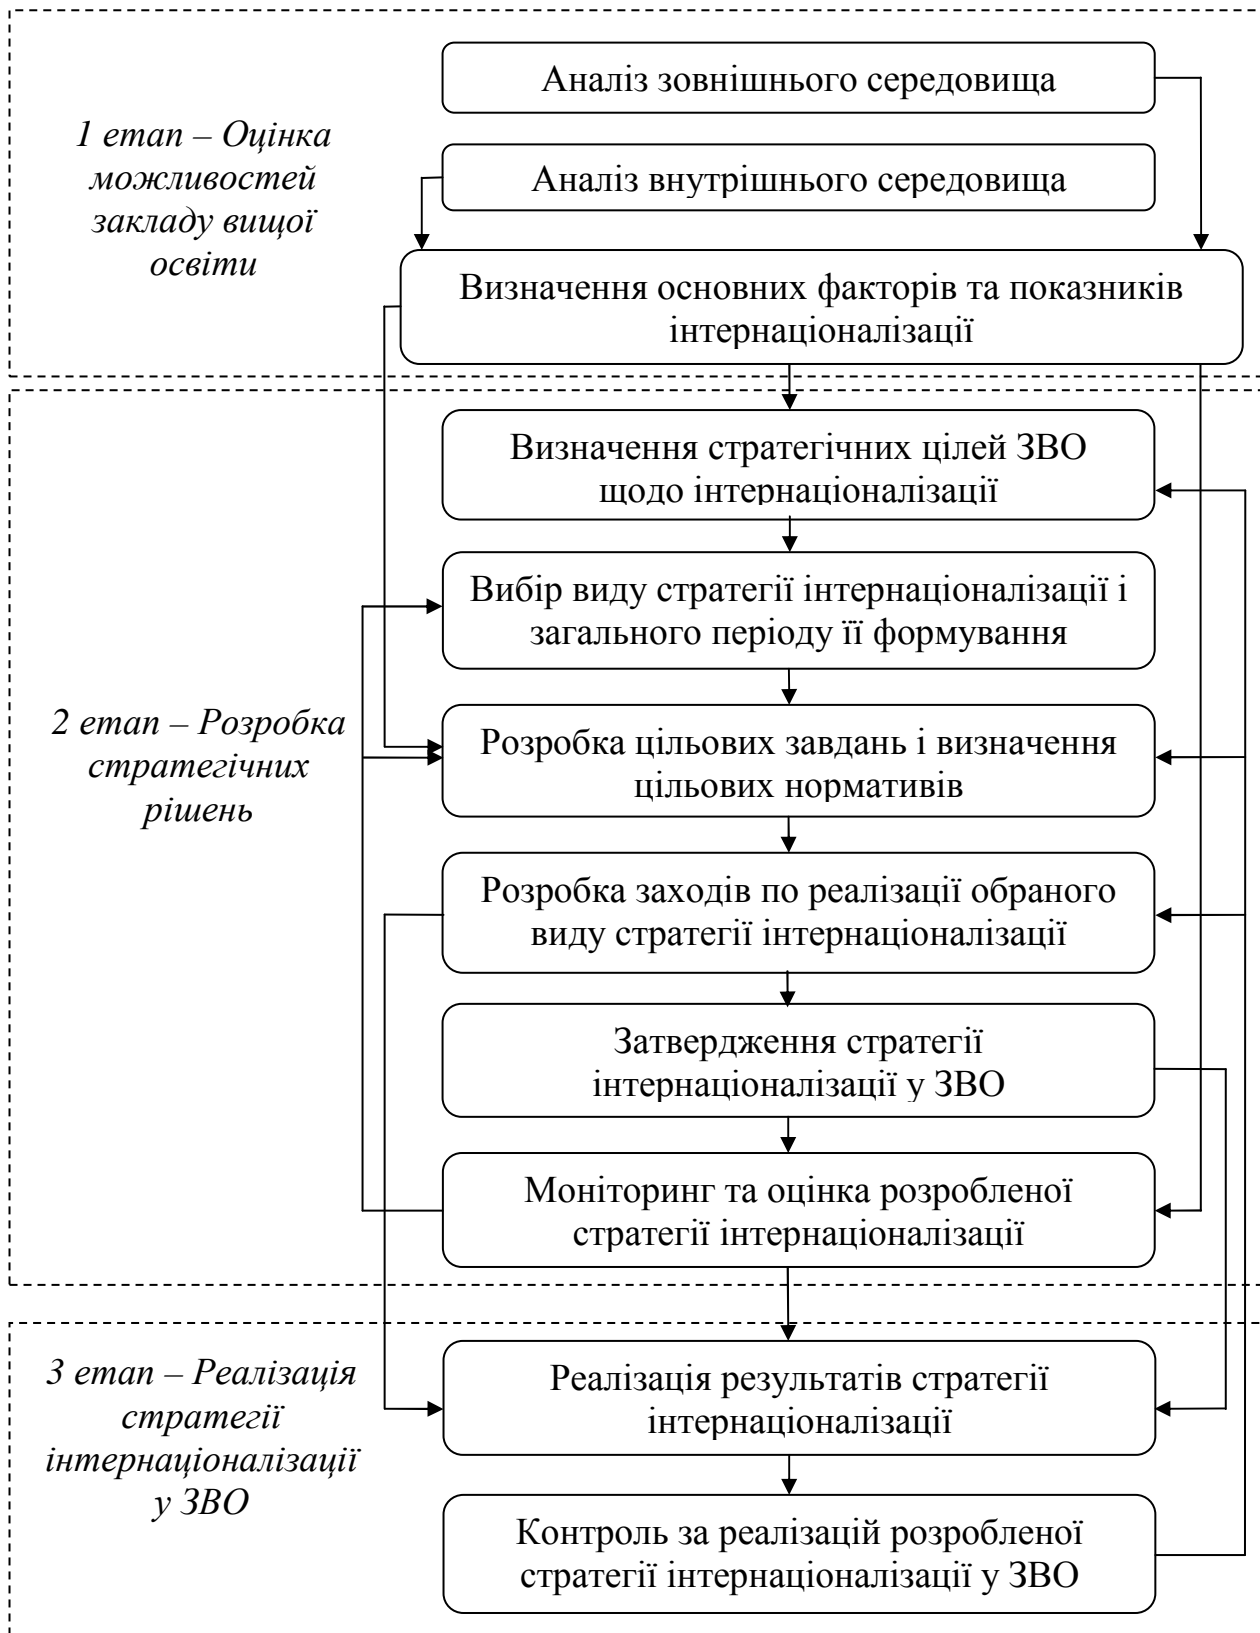 1 етап – Оцінка
можливостей
закладу вищої
освіти
Аналіз зовнішнього середовища
Аналіз внутрішнього середовища
Визначення основних факторів та показників
інтернаціоналізації
2 етап – Розробка
стратегічних
рішень
Визначення стратегічних цілей ЗВО
щодо інтернаціоналізації
Вибір виду стратегії інтернаціоналізації і
загального періоду її формування
Розробка цільових завдань і визначення
цільових нормативів
Розробка заходів по реалізації обраного
виду стратегії інтернаціоналізації
Затвердження стратегії
інтернаціоналізації у ЗВО
Моніторинг та оцінка розробленої
стратегії інтернаціоналізації
3 етап – Реалізація
стратегії
інтернаціоналізації
у ЗВО
Реалізація результатів стратегії
інтернаціоналізації
Контроль за реалізацій розробленої
стратегії інтернаціоналізації у ЗВО